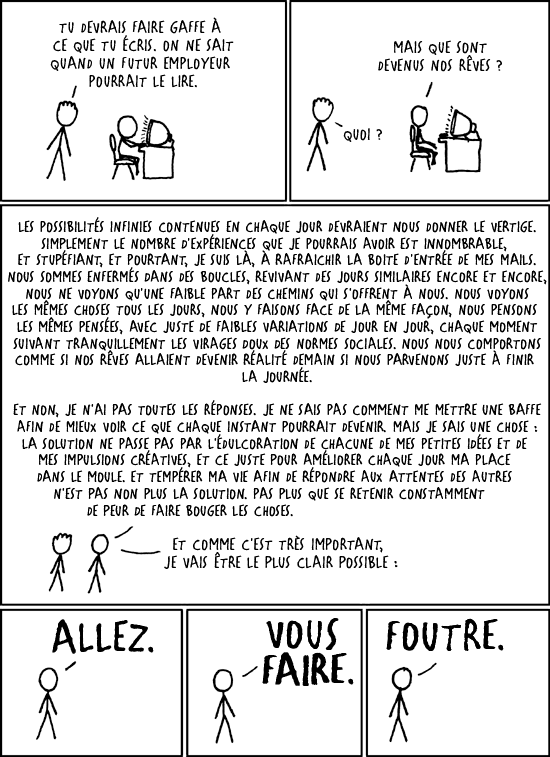 TU DEVRAIS FAIRE GAFFE À
CE QUE TU ÉCRIS. ON NE SAIT
QUAND UN FUTUR EMPLOYEUR
POURRAIT LE LIRE.
MAIS QUE SONT
DEVENUS NOS RÊVES ?
QUOI ?
LES POSSIBILITÉS INFINIES CONTENUES EN CHAQUE JOUR DEVRAIENT NOUS DONNER LE VERTIGE.
SIMPLEMENT LE NOMBRE D'EXPÉRIENCES QUE JE POURRAIS AVOIR EST INNOMBRABLE,
ET STUPÉFIANT, ET POURTANT, JE SUIS LÀ, À RAFRAICHIR LA BOITE D'ENTRÉE DE MES MAILS.
NOUS SOMMES ENFERMÉS DANS DES BOUCLES, REVIVANT DES JOURS SIMILAIRES ENCORE ET ENCORE,
NOUS NE VOYONS QU'UNE FAIBLE PART DES CHEMINS QUI S'OFFRENT À NOUS. NOUS VOYONS
LES MÊMES CHOSES TOUS LES JOURS, NOUS Y FAISONS FACE DE LA MÊME FAÇON, NOUS PENSONS
LES MÊMES PENSÉES, AVEC JUSTE DE FAIBLES VARIATIONS DE JOUR EN JOUR, CHAQUE MOMENT
SUIVANT TRANQUILLEMENT LES VIRAGES DOUX DES NORMES SOCIALES. NOUS NOUS COMPORTONS
COMME SI NOS RÊVES ALLAIENT DEVENIR RÉALITÉ DEMAIN SI NOUS PARVENONS JUSTE À FINIR
LA JOURNÉE.
ET NON, JE N'AI PAS TOUTES LES RÉPONSES. JE NE SAIS PAS COMMENT ME METTRE UNE BAFFE
AFIN DE MIEUX VOIR CE QUE CHAQUE INSTANT POURRAIT DEVENIR. MAIS JE SAIS UNE CHOSE :
LA SOLUTION NE PASSE PAS PAR L'ÉDULCORATION DE CHACUNE DE MES PETITES IDÉES ET DE
MES IMPULSIONS CRÉATIVES, ET CE JUSTE POUR AMÉLIORER CHAQUE JOUR MA PLACE
DANS LE MOULE. ET TEMPÉRER MA VIE AFIN DE RÉPONDRE AUX ATTENTES DES AUTRES
N'EST PAS NON PLUS LA SOLUTION. PAS PLUS QUE SE RETENIR CONSTAMMENT
DE PEUR DE FAIRE BOUGER LES CHOSES.
ET COMME C'EST TRÈS IMPORTANT,
JE VAIS ÊTRE LE PLUS CLAIR POSSIBLE :
ALLEZ.
VOUS
FAIRE.
FOUTRE.